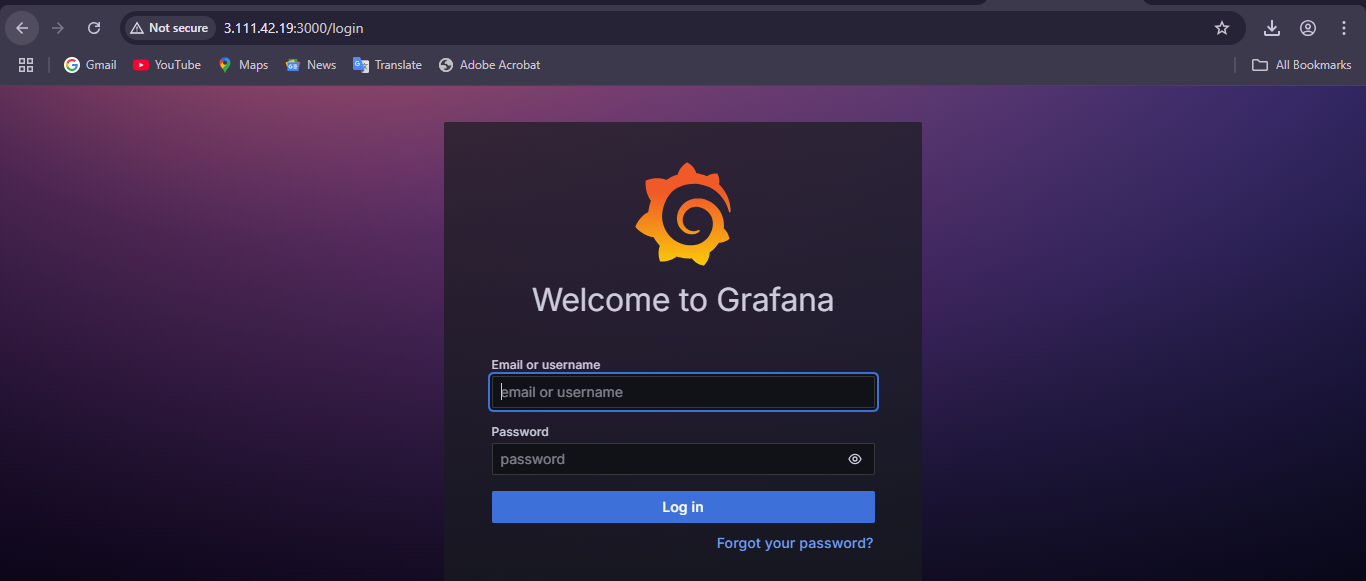 Not secure 3.111.42.19:3000/login
Gmail YouTube Maps News Translate Adobe Acrobat All Bookmarks
Welcome to Grafana
Email or username
email or username
Password
password
Log in
Forgot your password?